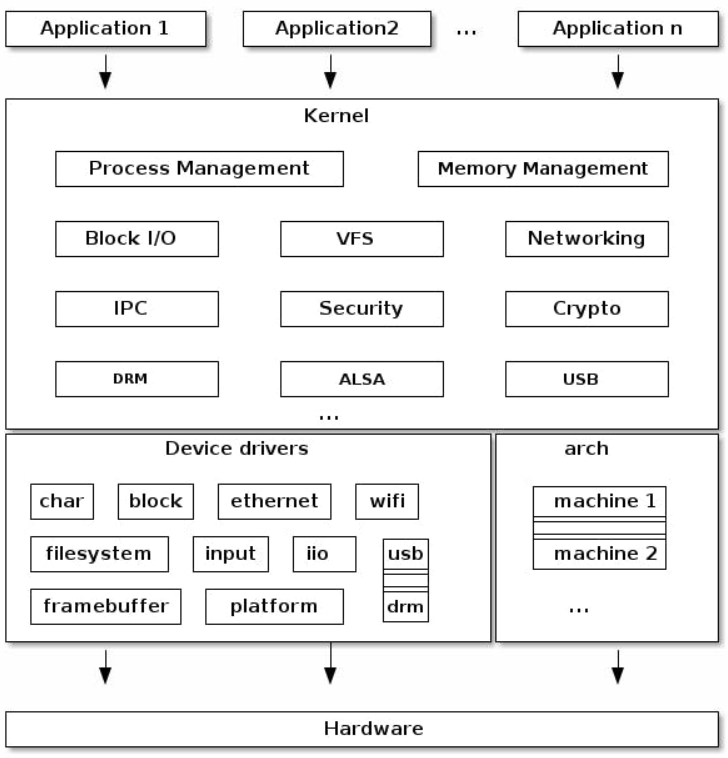 Application 1 Application2 ... Application n
Kernel
Process Management Memory Management
Block I/O VFS Networking
IPC Security Crypto
DRM ALSA USB
...
Device drivers arch
char block ethernet wifi machine 1
filesystem input iio usb machine 2
framebuffer platform drm ...
Hardware